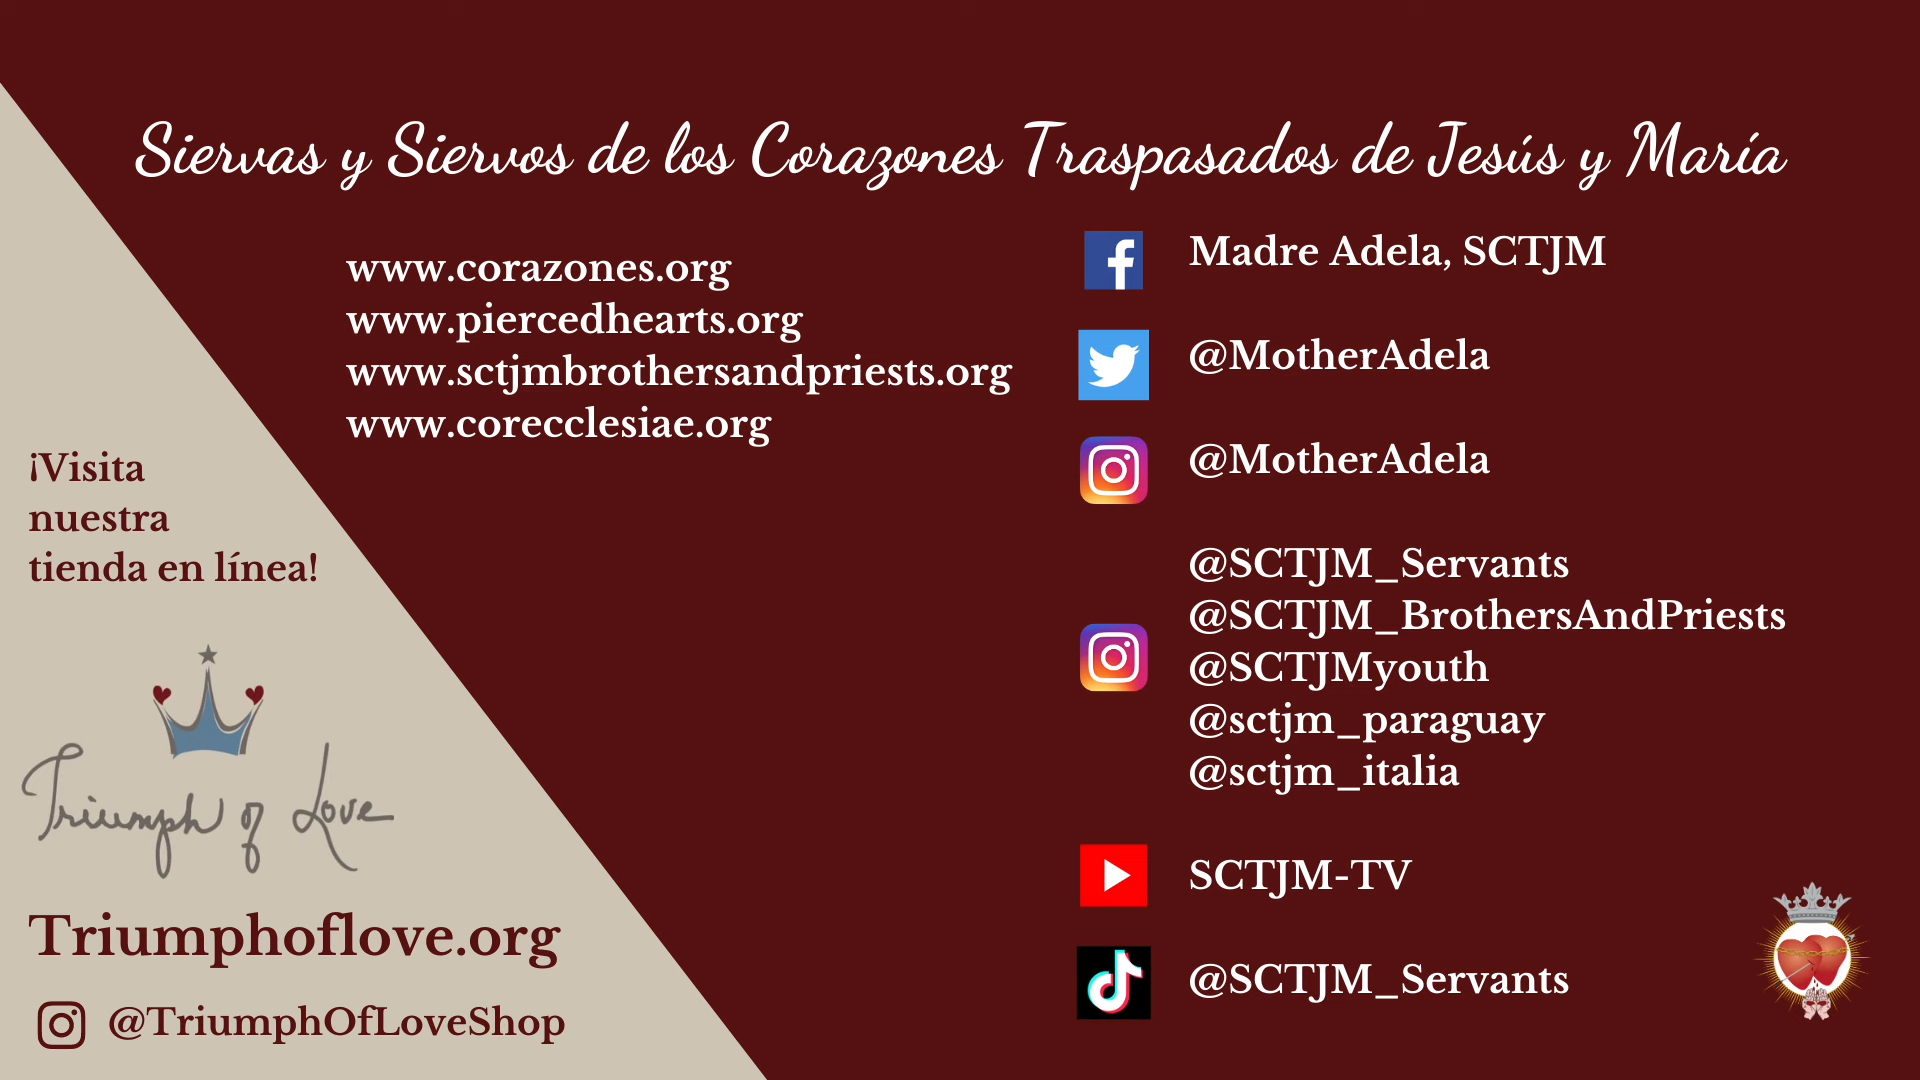 Siervas y Siervos de los Corazones Traspasados de Jesús y María
www.corazones.org
www.piercedhearts.org
www.sctjmbrothersandpriests.org
www.corecclesiae.org
Madre Adela, SCTJM
@MotherAdela
@MotherAdela
@SCTJM_Servants
@SCTJM_BrothersAndPriests
@SCTJMyouth
@sctjm_paraguay
@sctjm_italia
SCTJM-TV
@SCTJM_Servants
¡Visita
nuestra
tienda en línea!
Triumph of Love
Triumphoflove.org
@TriumphOfLoveShop